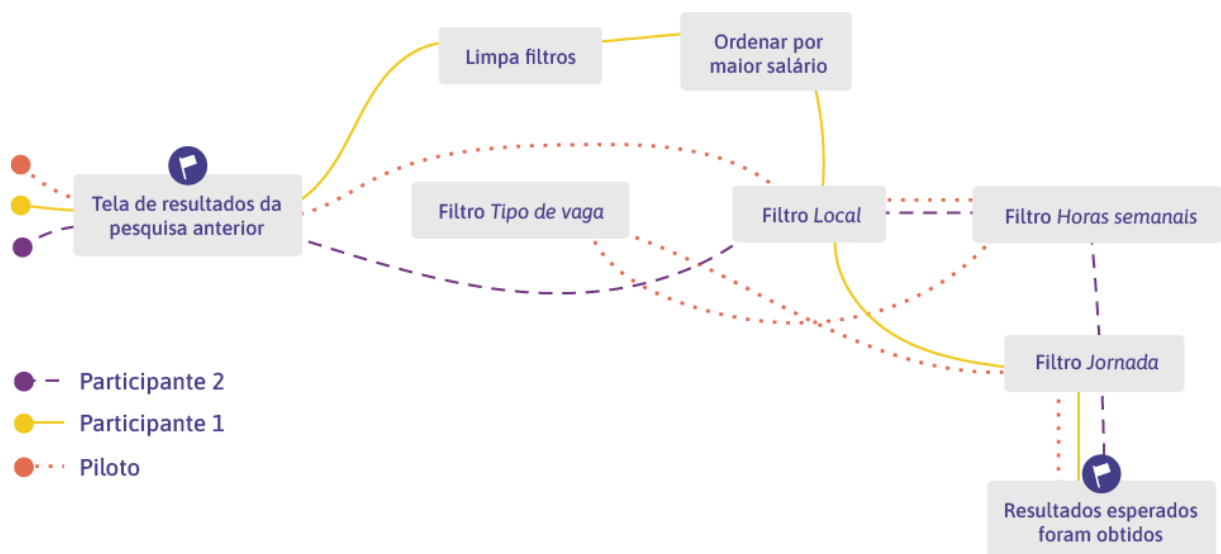 Limpa filtros
Ordenar por
maior salário
Tela de resultados da
pesquisa anterior
Filtro Tipo de vaga
Filtro Local
Filtro Horas semanais
Filtro Jornada
Participante 2
Participante 1
Piloto
Resultados esperados
foram obtidos